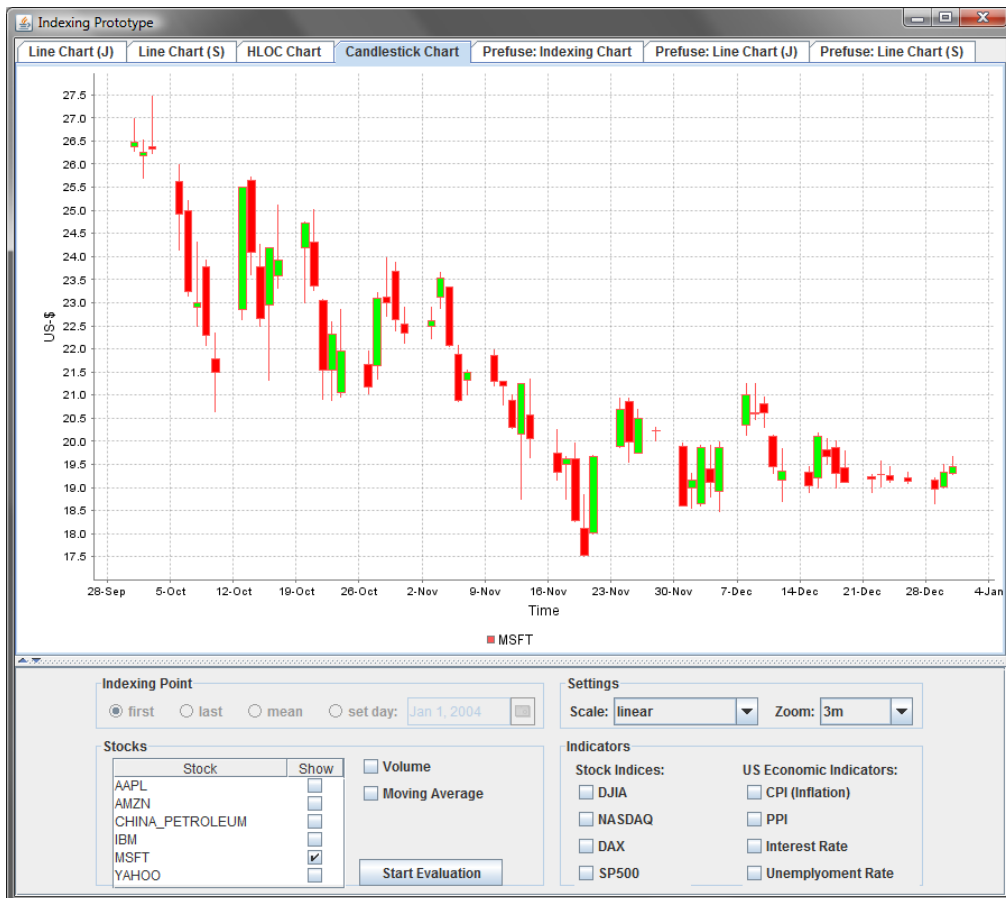 Indexing Prototype
Line Chart (J) Line Chart (S) HLOC Chart Candlestick Chart Prefuse: Indexing Chart Prefuse: Line Chart (J) Prefuse: Line Chart (S)
27.5
27.0
26.5
26.0
25.5
25.0
24.5
24.0
23.5
23.0
22.5
22.0
21.5
21.0
20.5
20.0
19.5
19.0
18.5
18.0
17.5
US-$
28-Sep 5-Oct 12-Oct 19-Oct 26-Oct 2-Nov 9-Nov 16-Nov 23-Nov 30-Nov 7-Dec 14-Dec 21-Dec 28-Dec 4-Jan
Time
MSFT
Indexing Point
first last mean set day: Jan 1, 2004
Settings
Scale: linear Zoom: 3m
Stocks
Stock Show
AAPL
AMZN
CHINA_PETROLEUM
IBM
MSFT
YAHOO
Volume
Moving Average
Start Evaluation
Indicators
Stock Indices:
DJIA
NASDAQ
DAX
SP500
US Economic Indicators:
CPI (Inflation)
PPI
Interest Rate
Unemplyoment Rate